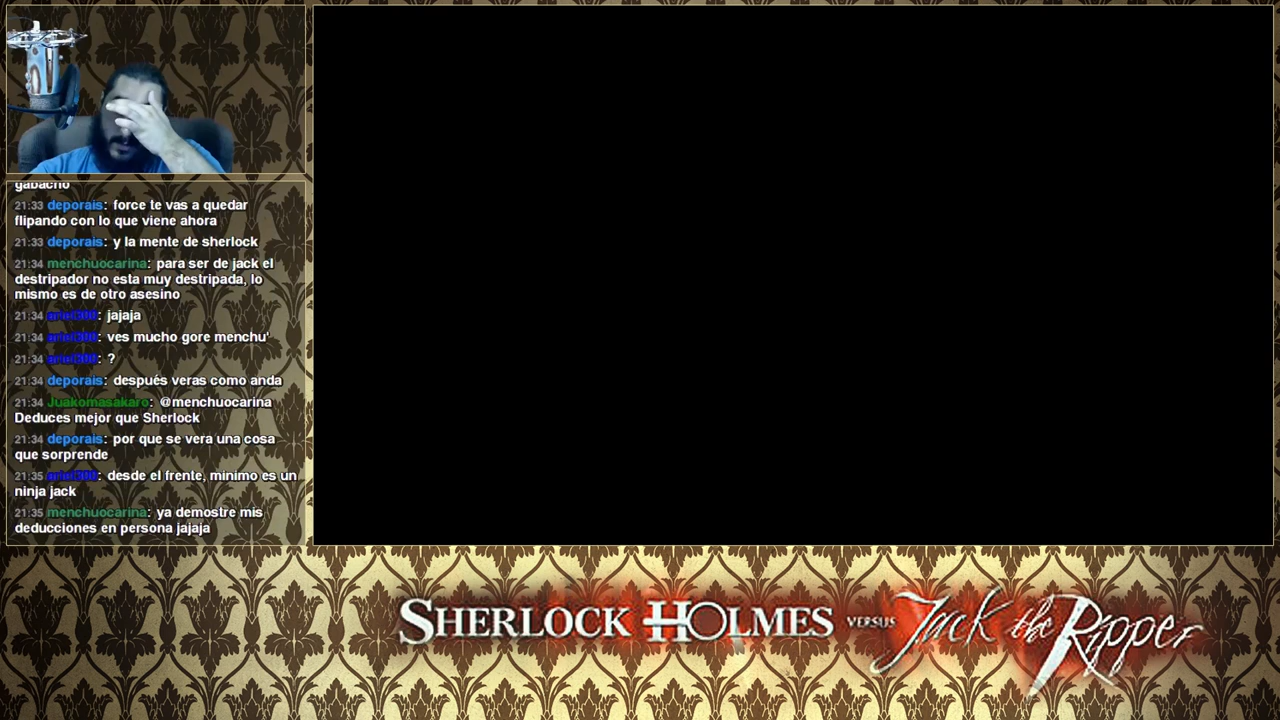 gabacho
21:33 deporais: force te vas a quedar
flipando con lo que viene ahora
21:33 deporais: y la mente de sherlock
21:34 menchuocarina: para ser de jack el
destripador no esta muy destripada, lo
mismo es de otro asesino
21:34 : jajaja
21:34 : ves mucho gore menchu'
21:34 : ?
21:34 deporais: después veras como anda
21:34 Juakomasakaro: @menchuocarina
Deduces mejor que Sherlock
21:34 deporais: por que se vera una cosa
que sorprende
21:35 : desde el frente, minimo es un
ninja jack
21:35 menchuocarina: ya demostre mis
deducciones en persona jajaja
SHERLOCK HOLMES VERSUS Jack the Ripper